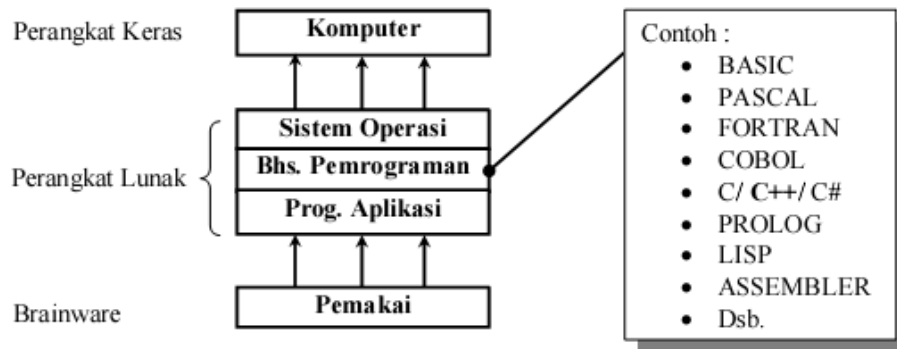 Perangkat Keras
Komputer
Sistem Operasi
Perangkat Lunak
Bhs. Pemrograman
Prog. Aplikasi
Brainware
Pemakai
Contoh :
• BASIC
• PASCAL
• FORTRAN
• COBOL
• C/ C++/ C#
• PROLOG
• LISP
• ASSEMBLER
• Dsb.